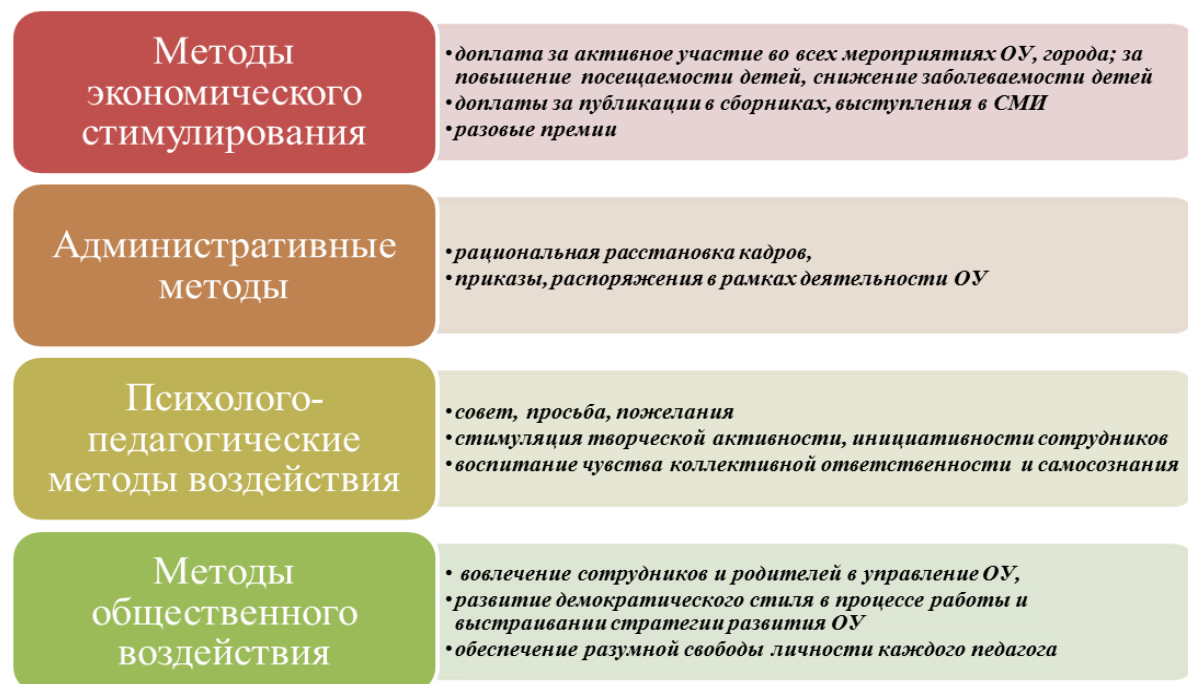 Методы
экономического
стимулирования
•доплата за активное участие во всех мероприятиях ОУ, города; за
повышение посещаемости детей, снижение заболеваемости детей
•доплаты за публикации в сборниках, выступления в СМИ
•разовые премии
Административные
методы
•рациональная расстановка кадров,
•приказы, распоряжения в рамках деятельности ОУ
Психолого-
педагогические
методы воздействия
•совет, просьба, пожелания
•стимуляция творческой активности, инициативности сотрудников
•воспитание чувства коллективной ответственности и самосознания
Методы
общественного
воздействия
• вовлечение сотрудников и родителей в управление ОУ,
•развитие демократического стиля в процессе работы и
выстраивании стратегии развития ОУ
•обеспечение разумной свободы личности каждого педагога